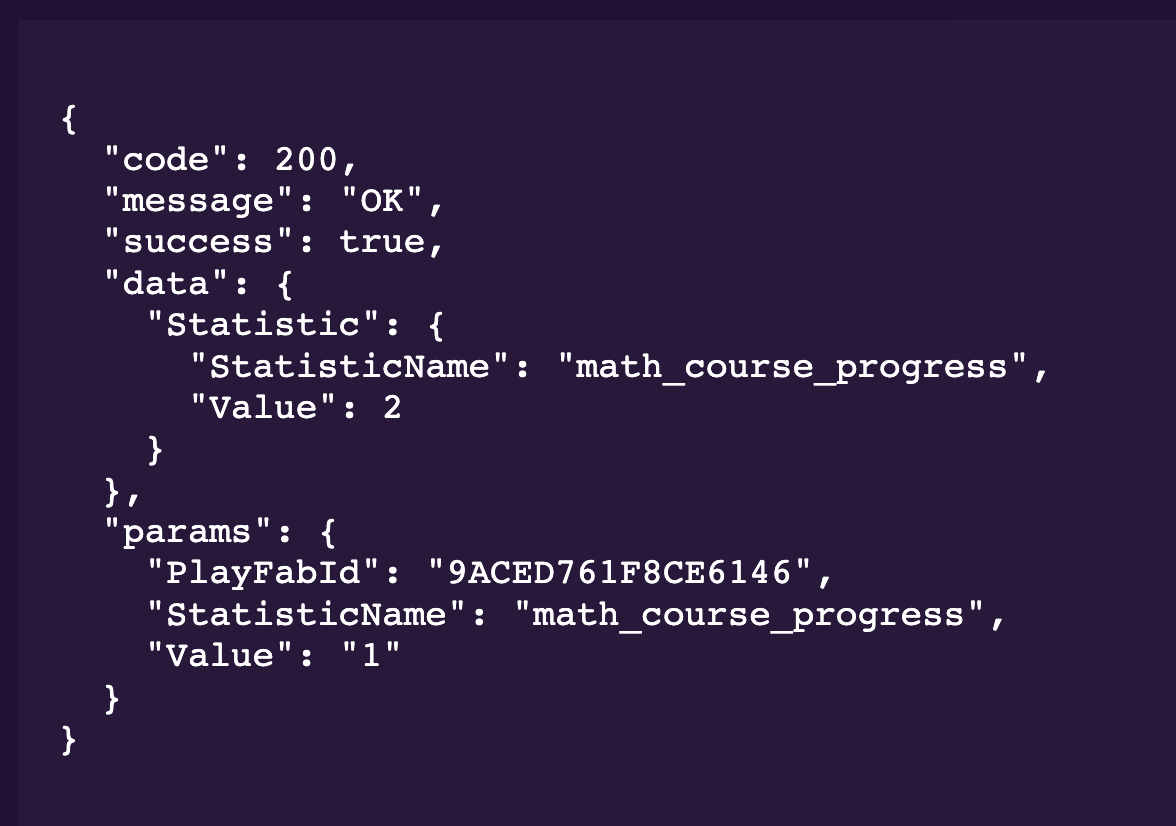 {
  "code": 200,
  "message": "OK",
  "success": true,
  "data": {
    "Statistic": {
      "StatisticName": "math_course_progress",
      "Value": 2
    }
  },
  "params": {
    "PlayFabId": "9ACED761F8CE6146",
    "StatisticName": "math_course_progress",
    "Value": "1"
  }
}